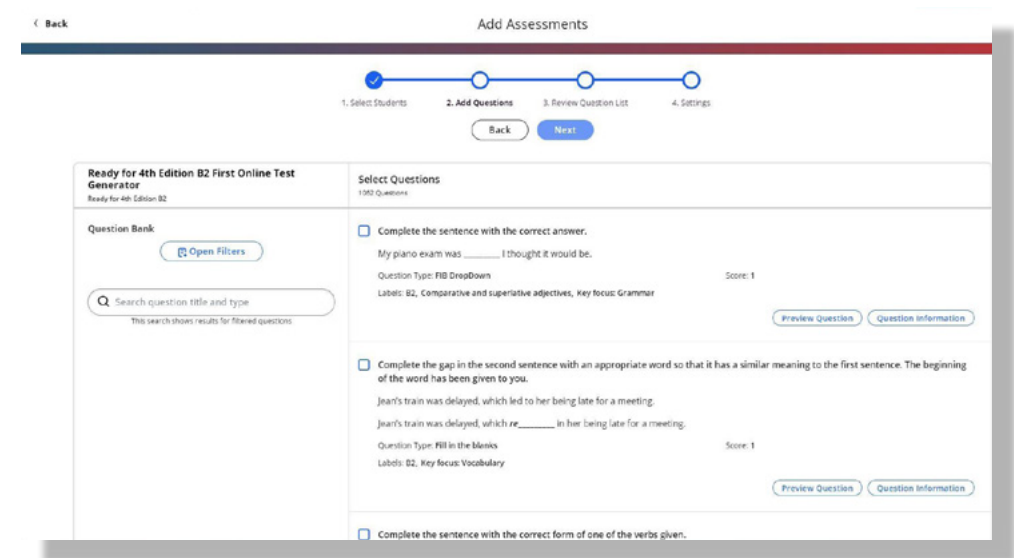 < Back
Add Assessments
1. Select Students
2. Add Questions
3. Review Question List
4. Settings
Back
Next
Ready for 4th Edition B2 First Online Test
Generator
Ready for 4th Edition B2
Select Questions
1082 Questions
Question Bank
Open Filters
Search question title and type
This search shows results for filtered questions
Complete the sentence with the correct answer.
My piano exam was ________ I thought it would be.
Question Type: FIB DropDown
Score: 1
Labels: B2, Comparative and superlative adjectives, Key focus: Grammar
Preview Question
Question Information
Complete the gap in the second sentence with an appropriate word so that it has a similar meaning to the first sentence. The beginning
of the word has been given to you.
Jean's train was delayed, which led to her being late for a meeting.
Jean's train was delayed, which re________ in her being late for a meeting.
Question Type: Fill in the blanks
Score: 1
Labels: B2, Key focus: Vocabulary
Preview Question
Question Information
Complete the sentence with the correct form of one of the verbs given.